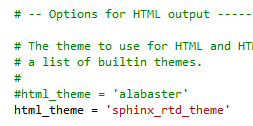 # -- Options for HTML output -----
# The theme to use for HTML and HT
# a list of builtin themes.
#
#html_theme = 'alabaster'
html_theme = 'sphinx_rtd_theme'